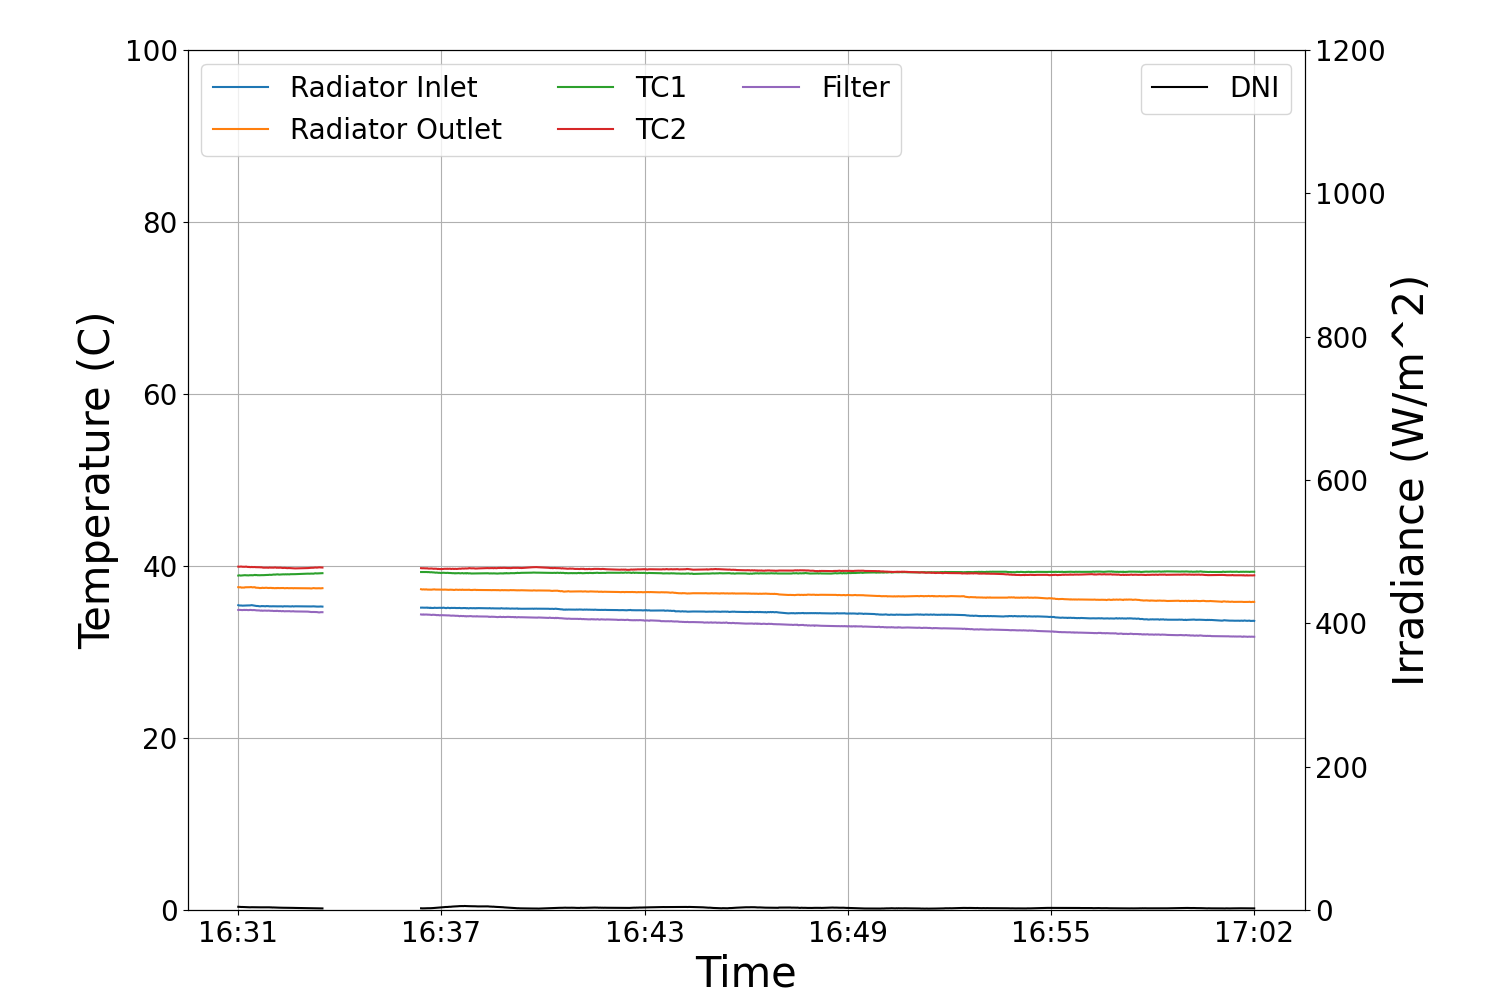 100
80
60
40
20
0
Temperature (C)
Radiator Inlet
Radiator Outlet
TC1
TC2
Filter
DNI
1200
1000
800
600
400
200
0
Irradiance (W/m^2)
16:31 16:37 16:43 16:49 16:55 17:02
Time